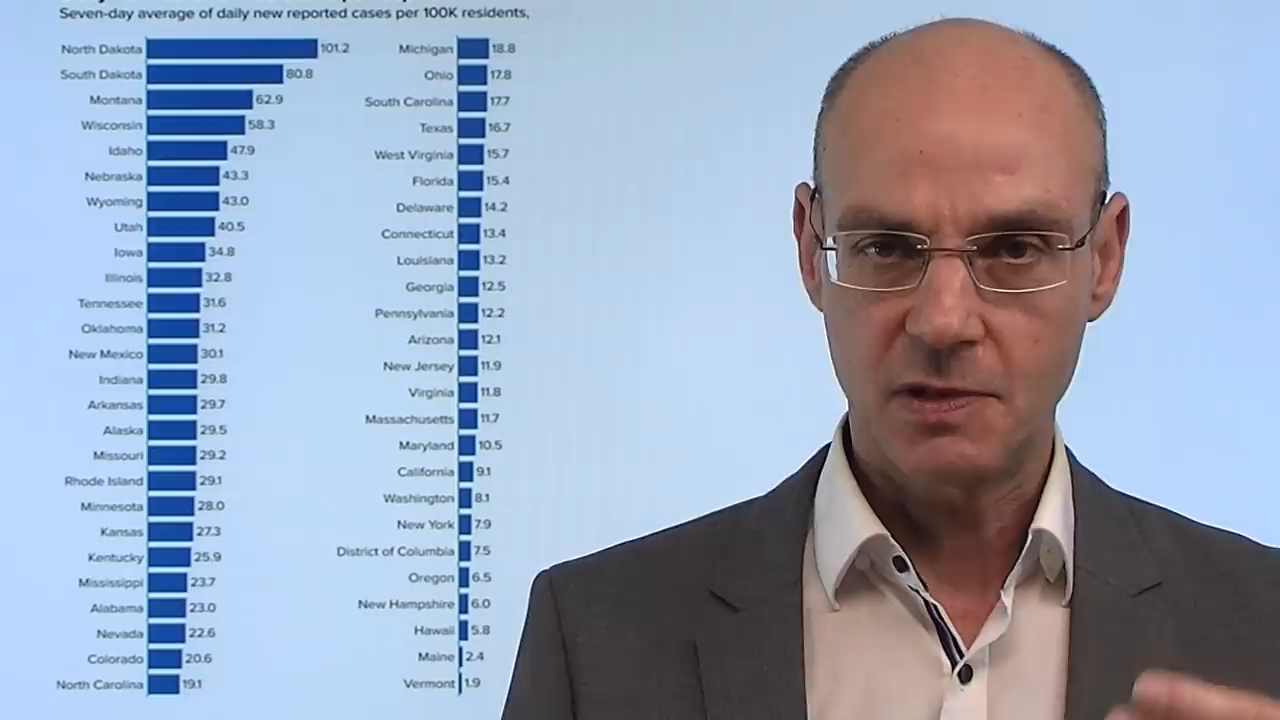 Seven-day average of daily new reported cases per 100K residents,
North Dakota 101.2
South Dakota 80.8
Montana 62.9
Wisconsin 58.3
Idaho 47.9
Nebraska 43.3
Wyoming 43.0
Utah 40.5
Iowa 34.8
Illinois 32.8
Tennessee 31.6
Oklahoma 31.2
New Mexico 30.1
Indiana 29.8
Arkansas 29.7
Alaska 29.5
Missouri 29.2
Rhode Island 29.1
Minnesota 28.0
Kansas 27.3
Kentucky 25.9
Mississippi 23.7
Alabama 23.0
Nevada 22.6
Colorado 20.6
North Carolina 19.1
Michigan 18.8
Ohio 17.8
South Carolina 17.7
Texas 16.7
West Virginia 15.7
Florida 15.4
Delaware 14.2
Connecticut 13.4
Louisiana 13.2
Georgia 12.5
Pennsylvania 12.2
Arizona 12.1
New Jersey 11.9
Virginia 11.8
Massachusetts 11.7
Maryland 10.5
California 9.1
Washington 8.1
New York 7.9
District of Columbia 7.5
Oregon 6.5
New Hampshire 6.0
Hawaii 5.8
Maine 2.4
Vermont 1.9